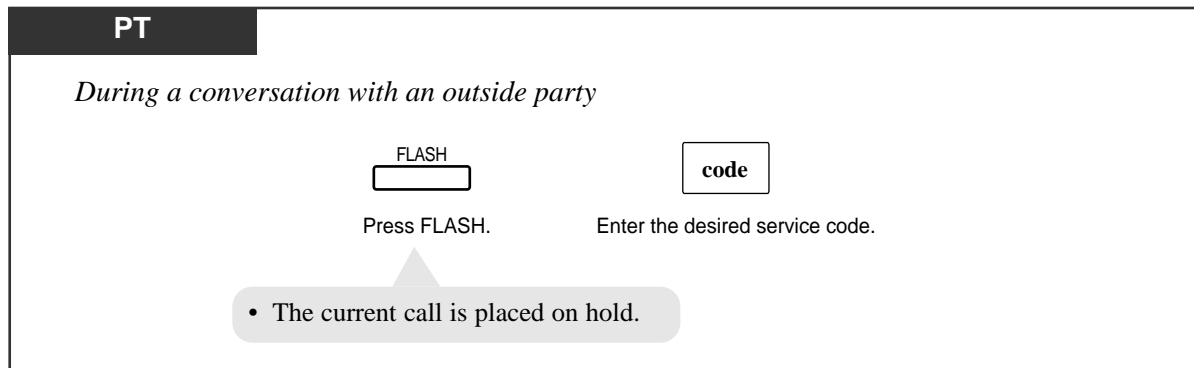 PT
During a conversation with an outside party
FLASH
code
Press FLASH.
Enter the desired service code.
• The current call is placed on hold.